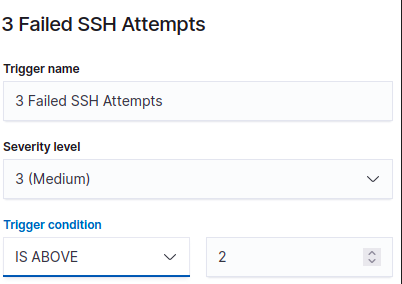 3 Failed SSH Attempts
Trigger name
3 Failed SSH Attempts
Severity level
3 (Medium)
Trigger condition
IS ABOVE 2